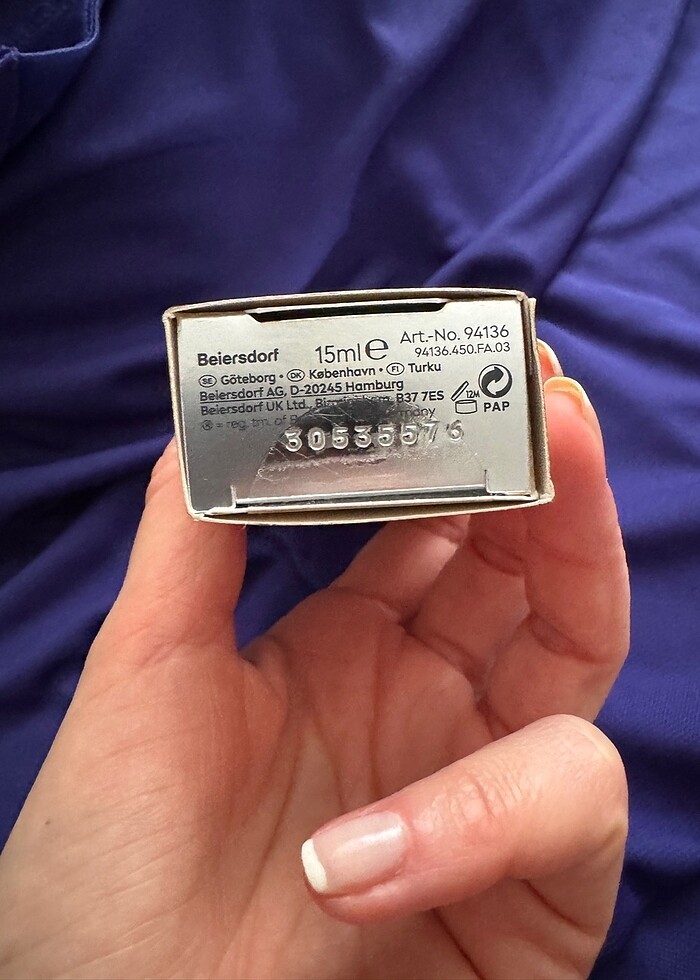 Beiersdorf 15ml e Art.-No. 94136
94136.450.FA.03
SE Göteborg • DK København • FI Turku
Beiersdorf AG, D-20245 Hamburg
Beiersdorf UK Ltd., Birmingham, B37 7ES
= reg. tm. of
12M
PAP
30535576